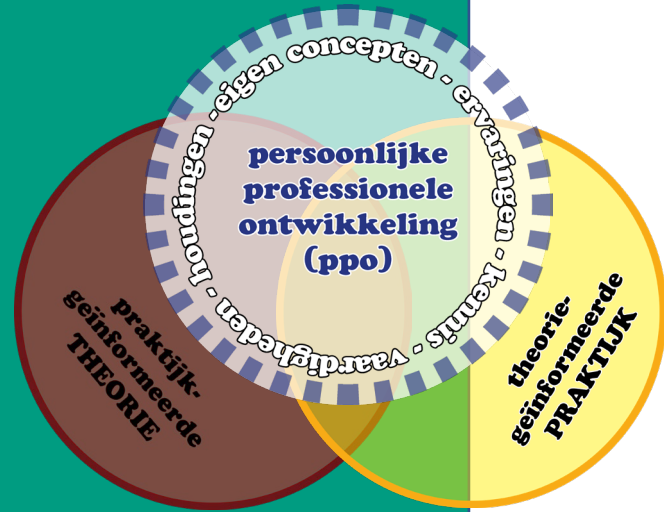 eigen concepten - ervaringen - kennis - vaardigheden - houdingen -
persoonlijke
professionele
ontwikkeling
(ppo)
praktijk-
geïnformeerde
THEORIE
theorie-
geïnformeerde
PRAKTIJK